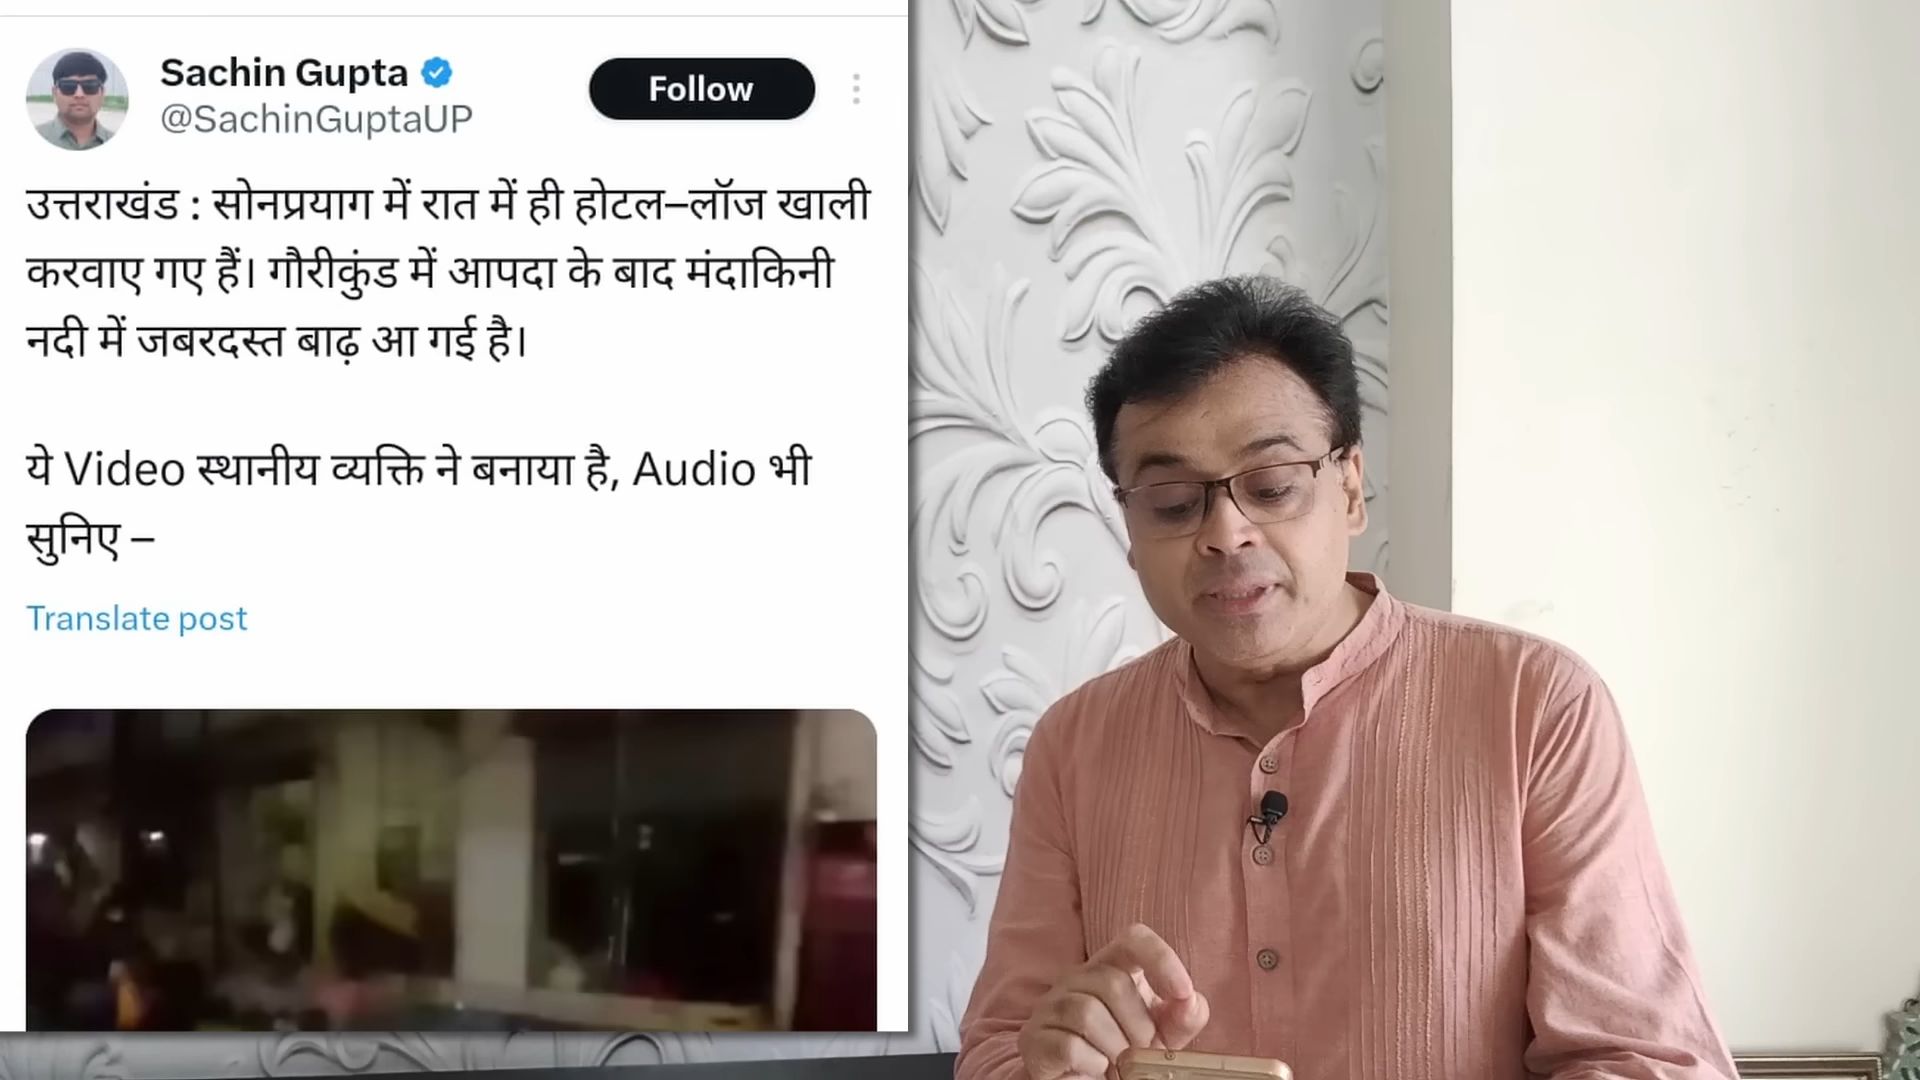 Sachin Gupta
Follow
@SachinGuptaUP
उत्तराखंड : सोनप्रयाग में रात में ही होटल–लॉज खाली
करवाए गए हैं। गौरीकुंड में आपदा के बाद मंदाकिनी
नदी में जबरदस्त बाढ़ आ गई है।
ये Video स्थानीय व्यक्ति ने बनाया है, Audio भी
सुनिए –
Translate post